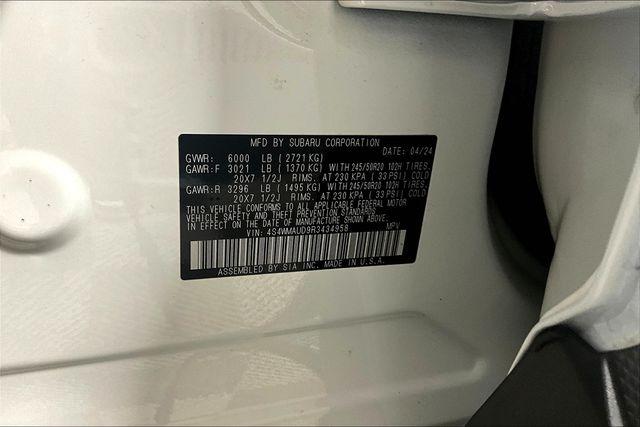 MFD BY SUBARU CORPORATION
DATE: 04/24
GVWR: 6000 LB (2721 KG)
GAWR:F 3021 LB (1370 KG) WITH 245/50R20 102H TIRES,
20X7 1/2J RIMS. AT 230 KPA (33 PSI) COLD
GAWR:R 3296 LB (1495 KG) WITH 245/50R20 102H TIRES,
20X7 1/2J RIMS. AT 230 KPA (33 PSI) COLD
THIS VEHICLE CONFORMS TO ALL APPLICABLE FEDERAL MOTOR
VEHICLE SAFETY AND THEFT PREVENTION STANDARDS
IN EFFECT ON THE DATE OF MANUFACTURE SHOWN ABOVE.
VIN: 4S4WMAUD9R3434958 MPV
ASSEMBLED BY SIA INC. MADE IN U.S.A.